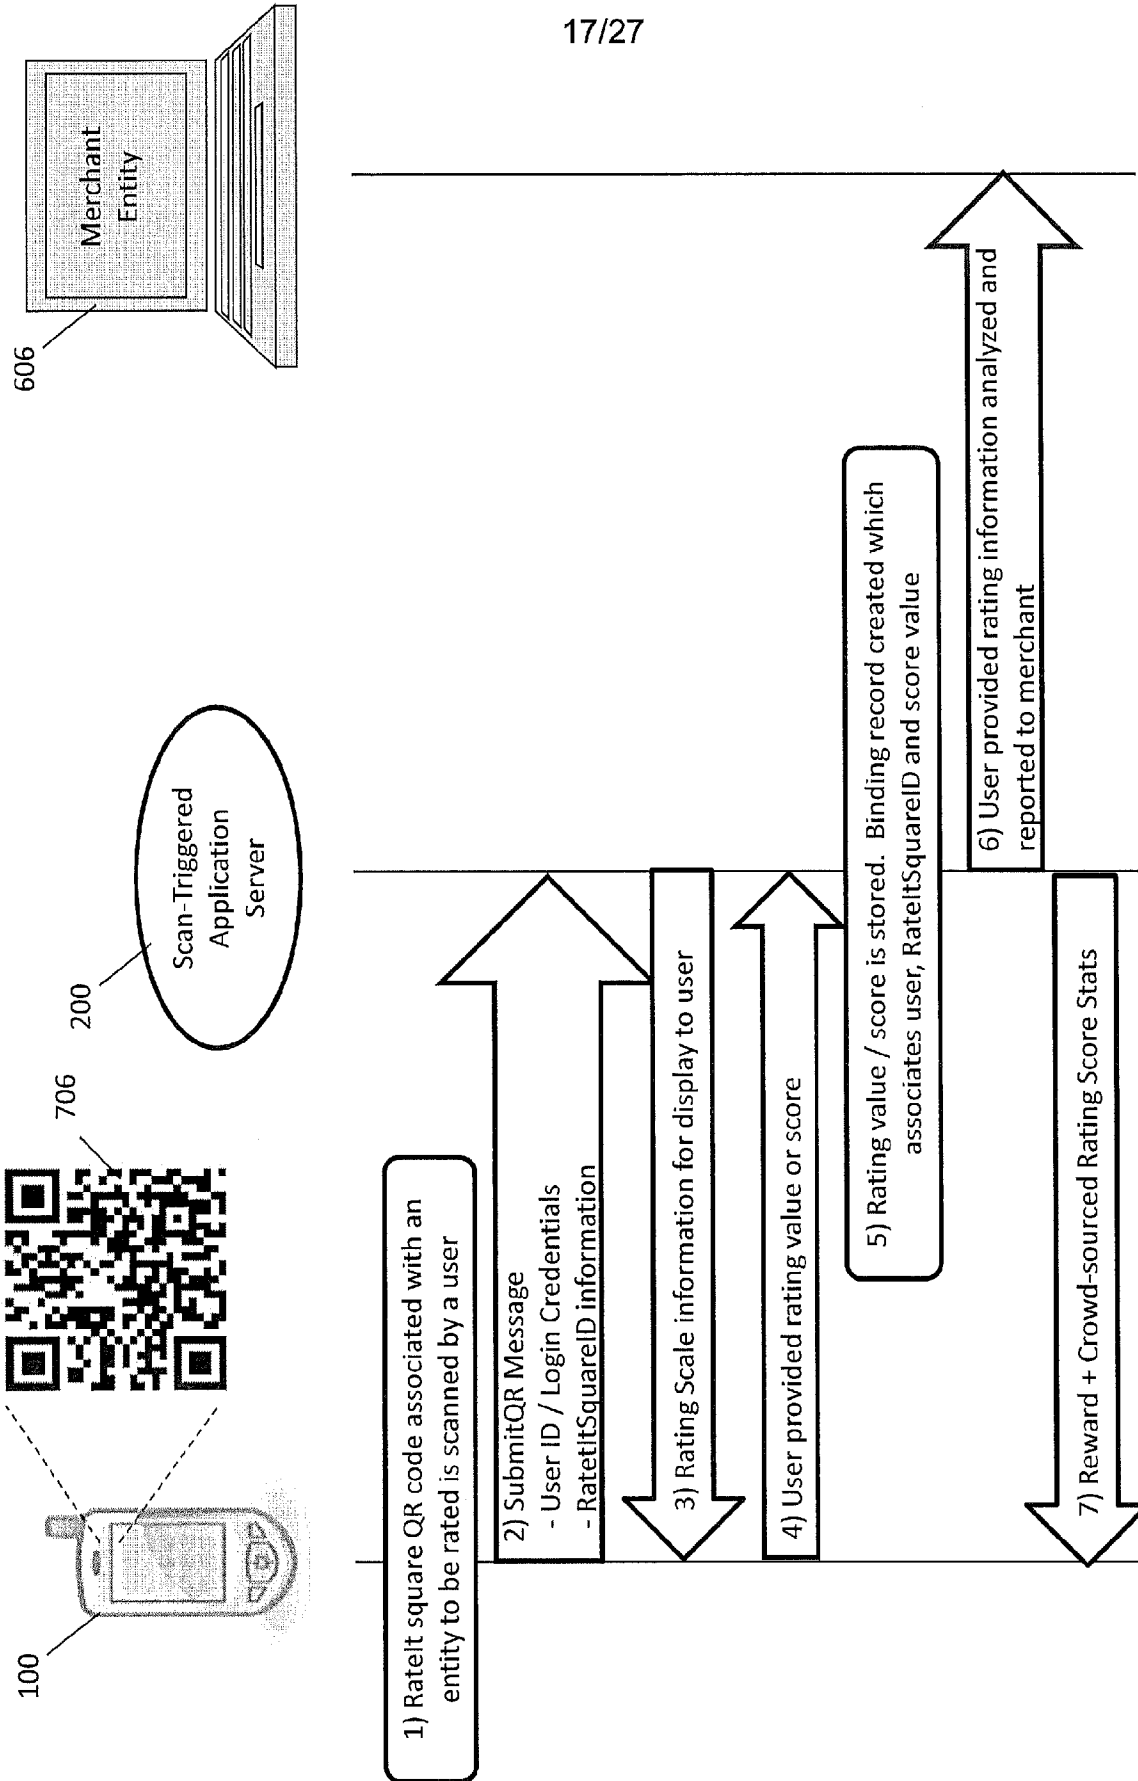 17/27
100
706
200
606
Scan-Triggered
Application
Server
Merchant
Entity
1) RateIt square QR code associated with an
entity to be rated is scanned by a user
2) SubmitQR Message
- User ID / Login Credentials
- RatetItSquareID information
3) Rating Scale information for display to user
4) User provided rating value or score
5) Rating value / score is stored. Binding record created which
associates user, RateItSquareID and score value
6) User provided rating information analyzed and
reported to merchant
7) Reward + Crowd-sourced Rating Score Stats